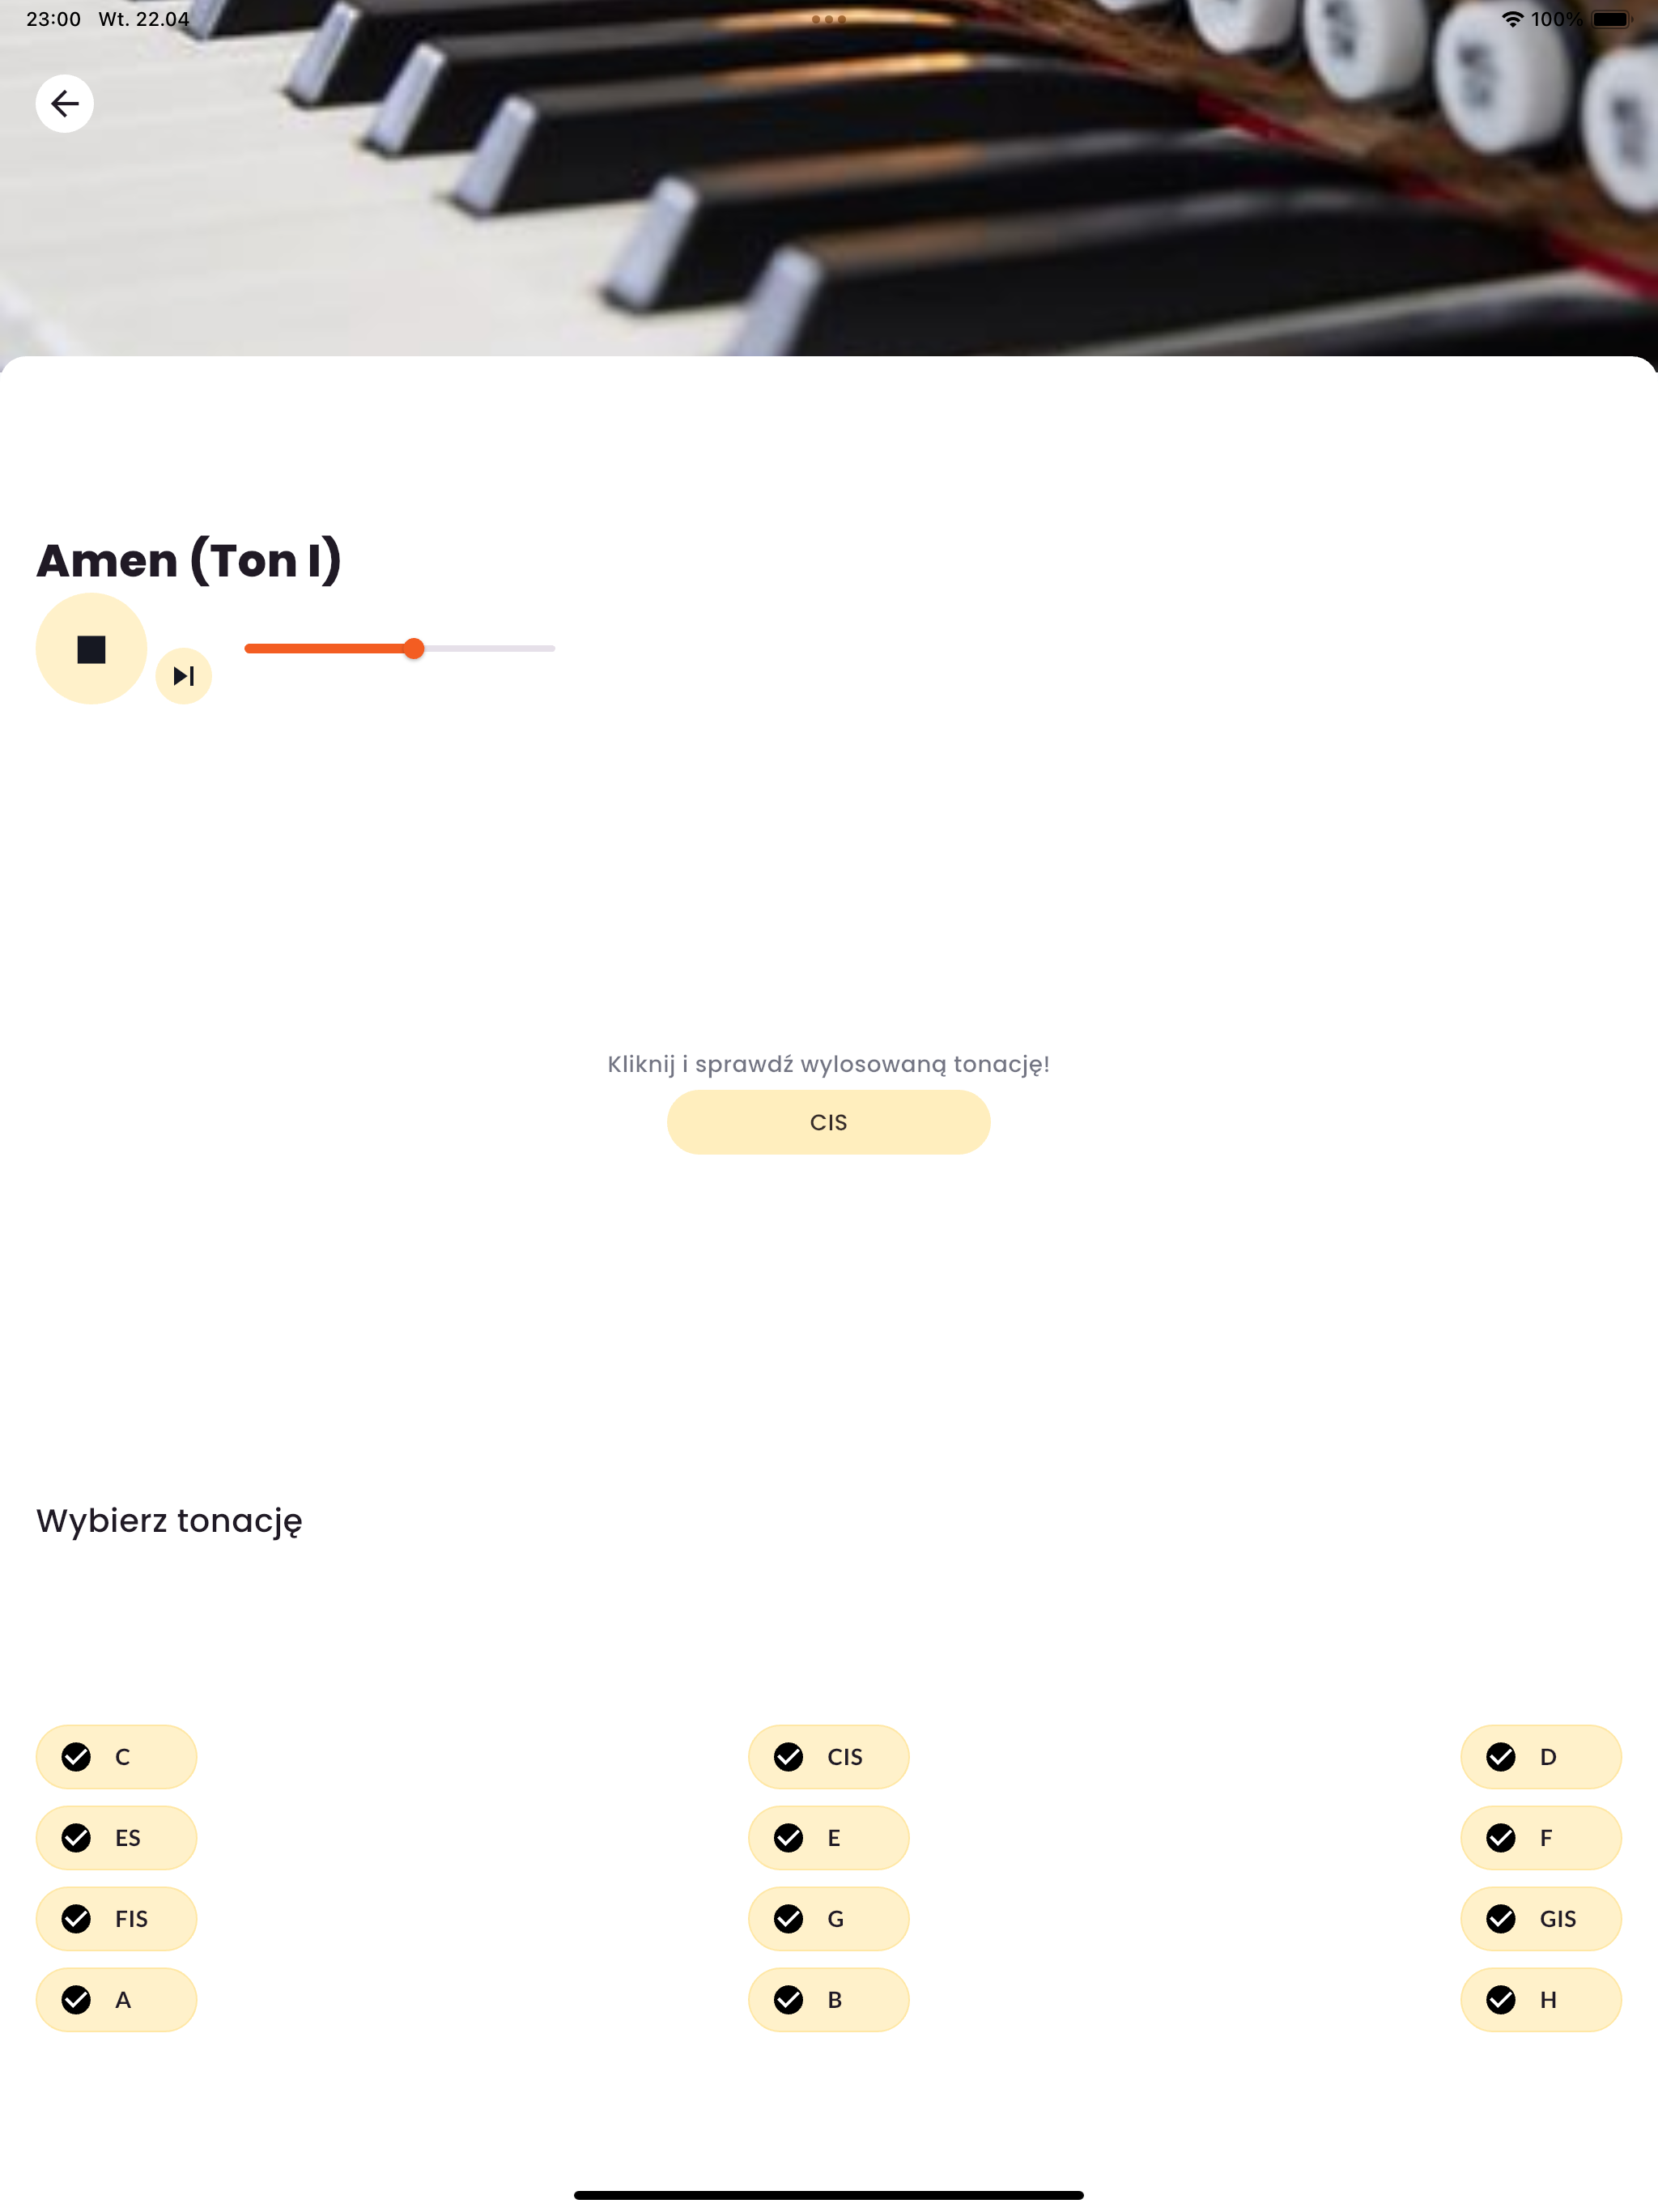 23:00 Wt. 22.04 100%
Amen (Ton I)
Kliknij i sprawdź wylosowaną tonację!
CIS
Wybierz tonację
C CIS D
ES E F
FIS G GIS
A B H